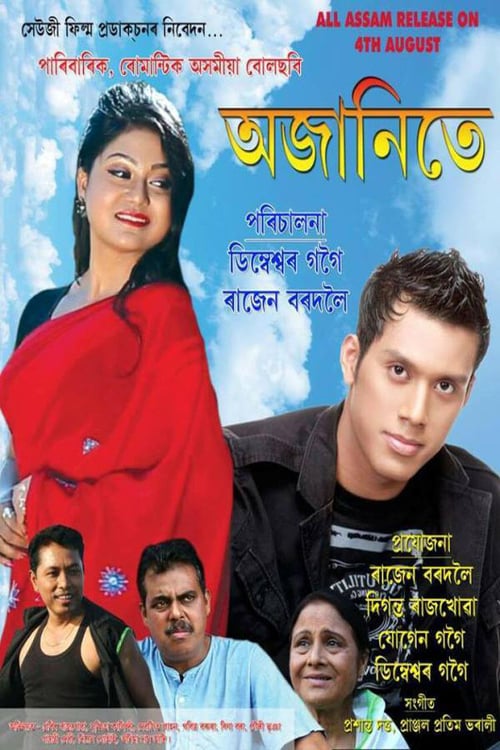 ALL ASSAM RELEASE ON
4TH AUGUST
সেউজী ফিল্ম প্ৰডাকচনৰ নিবেদন...
পাৰিবাৰিক, ৰোমান্টিক অসমীয়া বোলছবি
অজানিতে
পৰিচালনা
ডিম্বেশ্বৰ গগৈ
ৰাজেন বৰদলৈ
প্ৰযোজনা
ৰাজেন বৰদলৈ
দিগন্ত ৰাজখোৱা
যোগেন গগৈ
ডিম্বেশ্বৰ গগৈ
সংগীত
প্ৰশান্ত দত্ত, প্ৰাঞ্জল প্ৰতিম ভৰালী